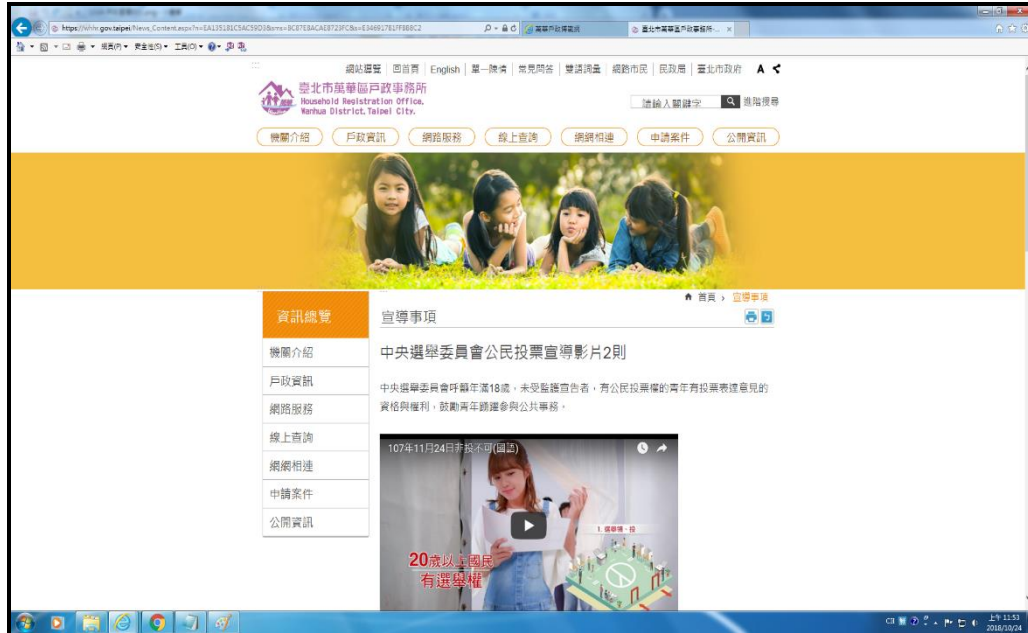 網站導覽 | 回首頁 | English | 單一陳情 | 常見問答 | 雙語詞彙 | 網路市民 | 民政局 | 臺北市政府 A
臺北市萬華區戶政事務所
Household Registration Office,
Wanhua District, Taipei City.
請輸入關鍵字 進階搜尋
機關介紹 戶政資訊 網路服務 線上查詢 網網相連 申請案件 公開資訊
首頁 › 宣導事項
資訊總覽
機關介紹
戶政資訊
網路服務
線上查詢
網網相連
申請案件
公開資訊
宣導事項
中央選舉委員會公民投票宣導影片2則
中央選舉委員會呼籲年滿18歲，未受監護宣告者，有公民投票權的青年有投票表達意見的
資格與權利，鼓勵青年踴躍參與公共事務。
107年11月24日非投不可(國語)
20歲以上國民
有選舉權
上午 11:53
2018/10/24